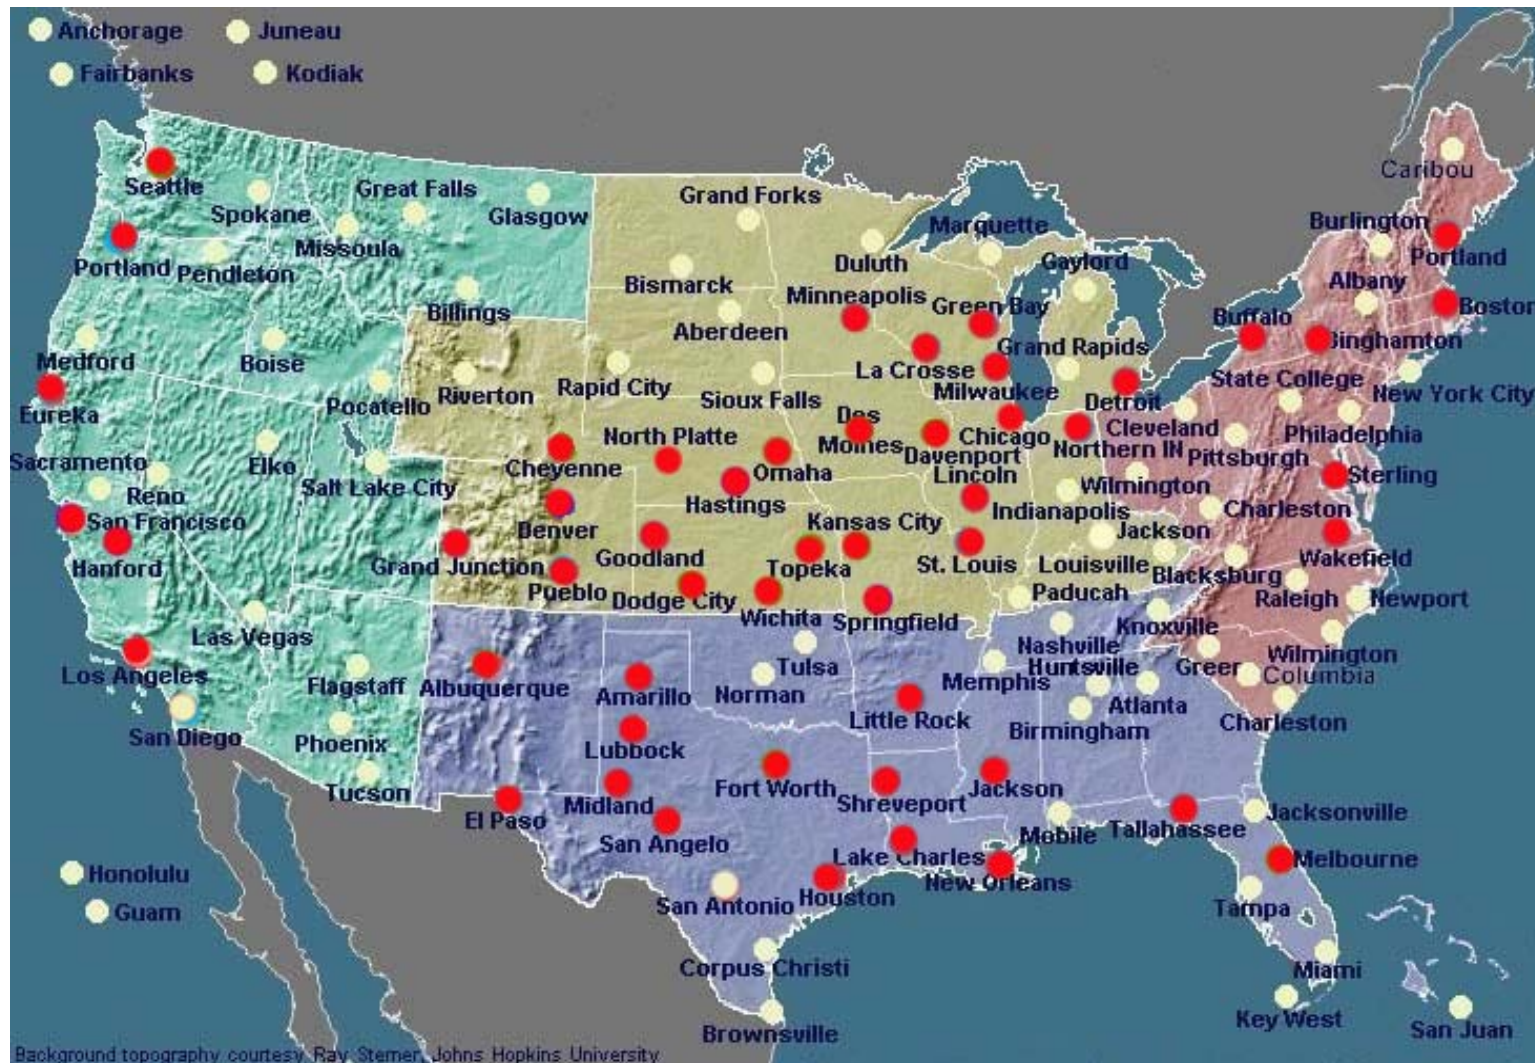 Anchorage
Juneau
Fairbanks
Kodiak
Caribou
Seattle
Great Falls
Grand Forks
Spokane
Glasgow
Marquette
Burlington
Missoula
Portland
Pendleton
Duluth
Gaylord
Portland
Bismarck
Minneapolis
Albany
Billings
Green Bay
Buffalo
Boston
Aberdeen
Medford
Boise
Grand Rapids
Binghamton
La Crosse
State College
Rapid City
Milwaukee
New York City
Riverton
Sioux Falls
Detroit
Eureka
Pocatello
Des
Moines
North Platte
Chicago
Cleveland
Philadelphia
Davenport
Northern IN
Pittsburgh
Sacramento
Elko
Cheyenne
Omaha
Lincoln
Sterling
Reno
Salt Lake City
Hastings
Wilmington
San Francisco
Indianapolis
Charleston
Denver
Kansas City
Jackson
Goodland
Wakefield
Hanford
Grand Junction
Topeka
St. Louis
Louisville
Blacksburg
Pueblo
Dodge City
Paducah
Raleigh
Newport
Wichita
Springfield
Las Vegas
Knoxville
Nashville
Wilmington
Los Angeles
Tulsa
Huntsville
Greer
Flagstaff
Albuquerque
Amarillo
Norman
Memphis
Columbia
Atlanta
Little Rock
Birmingham
Charleston
San Diego
Phoenix
Lubbock
Tucson
Midland
Fort Worth
Shreveport
Jackson
El Paso
Jacksonville
Mobile
Tallahassee
San Angelo
Lake Charles
Melbourne
Honolulu
New Orleans
San Antonio
Houston
Guam
Tampa
Corpus Christi
Miami
Key West
San Juan
Brownsville
Background topography courtesy Ray Sterner, Johns Hopkins University